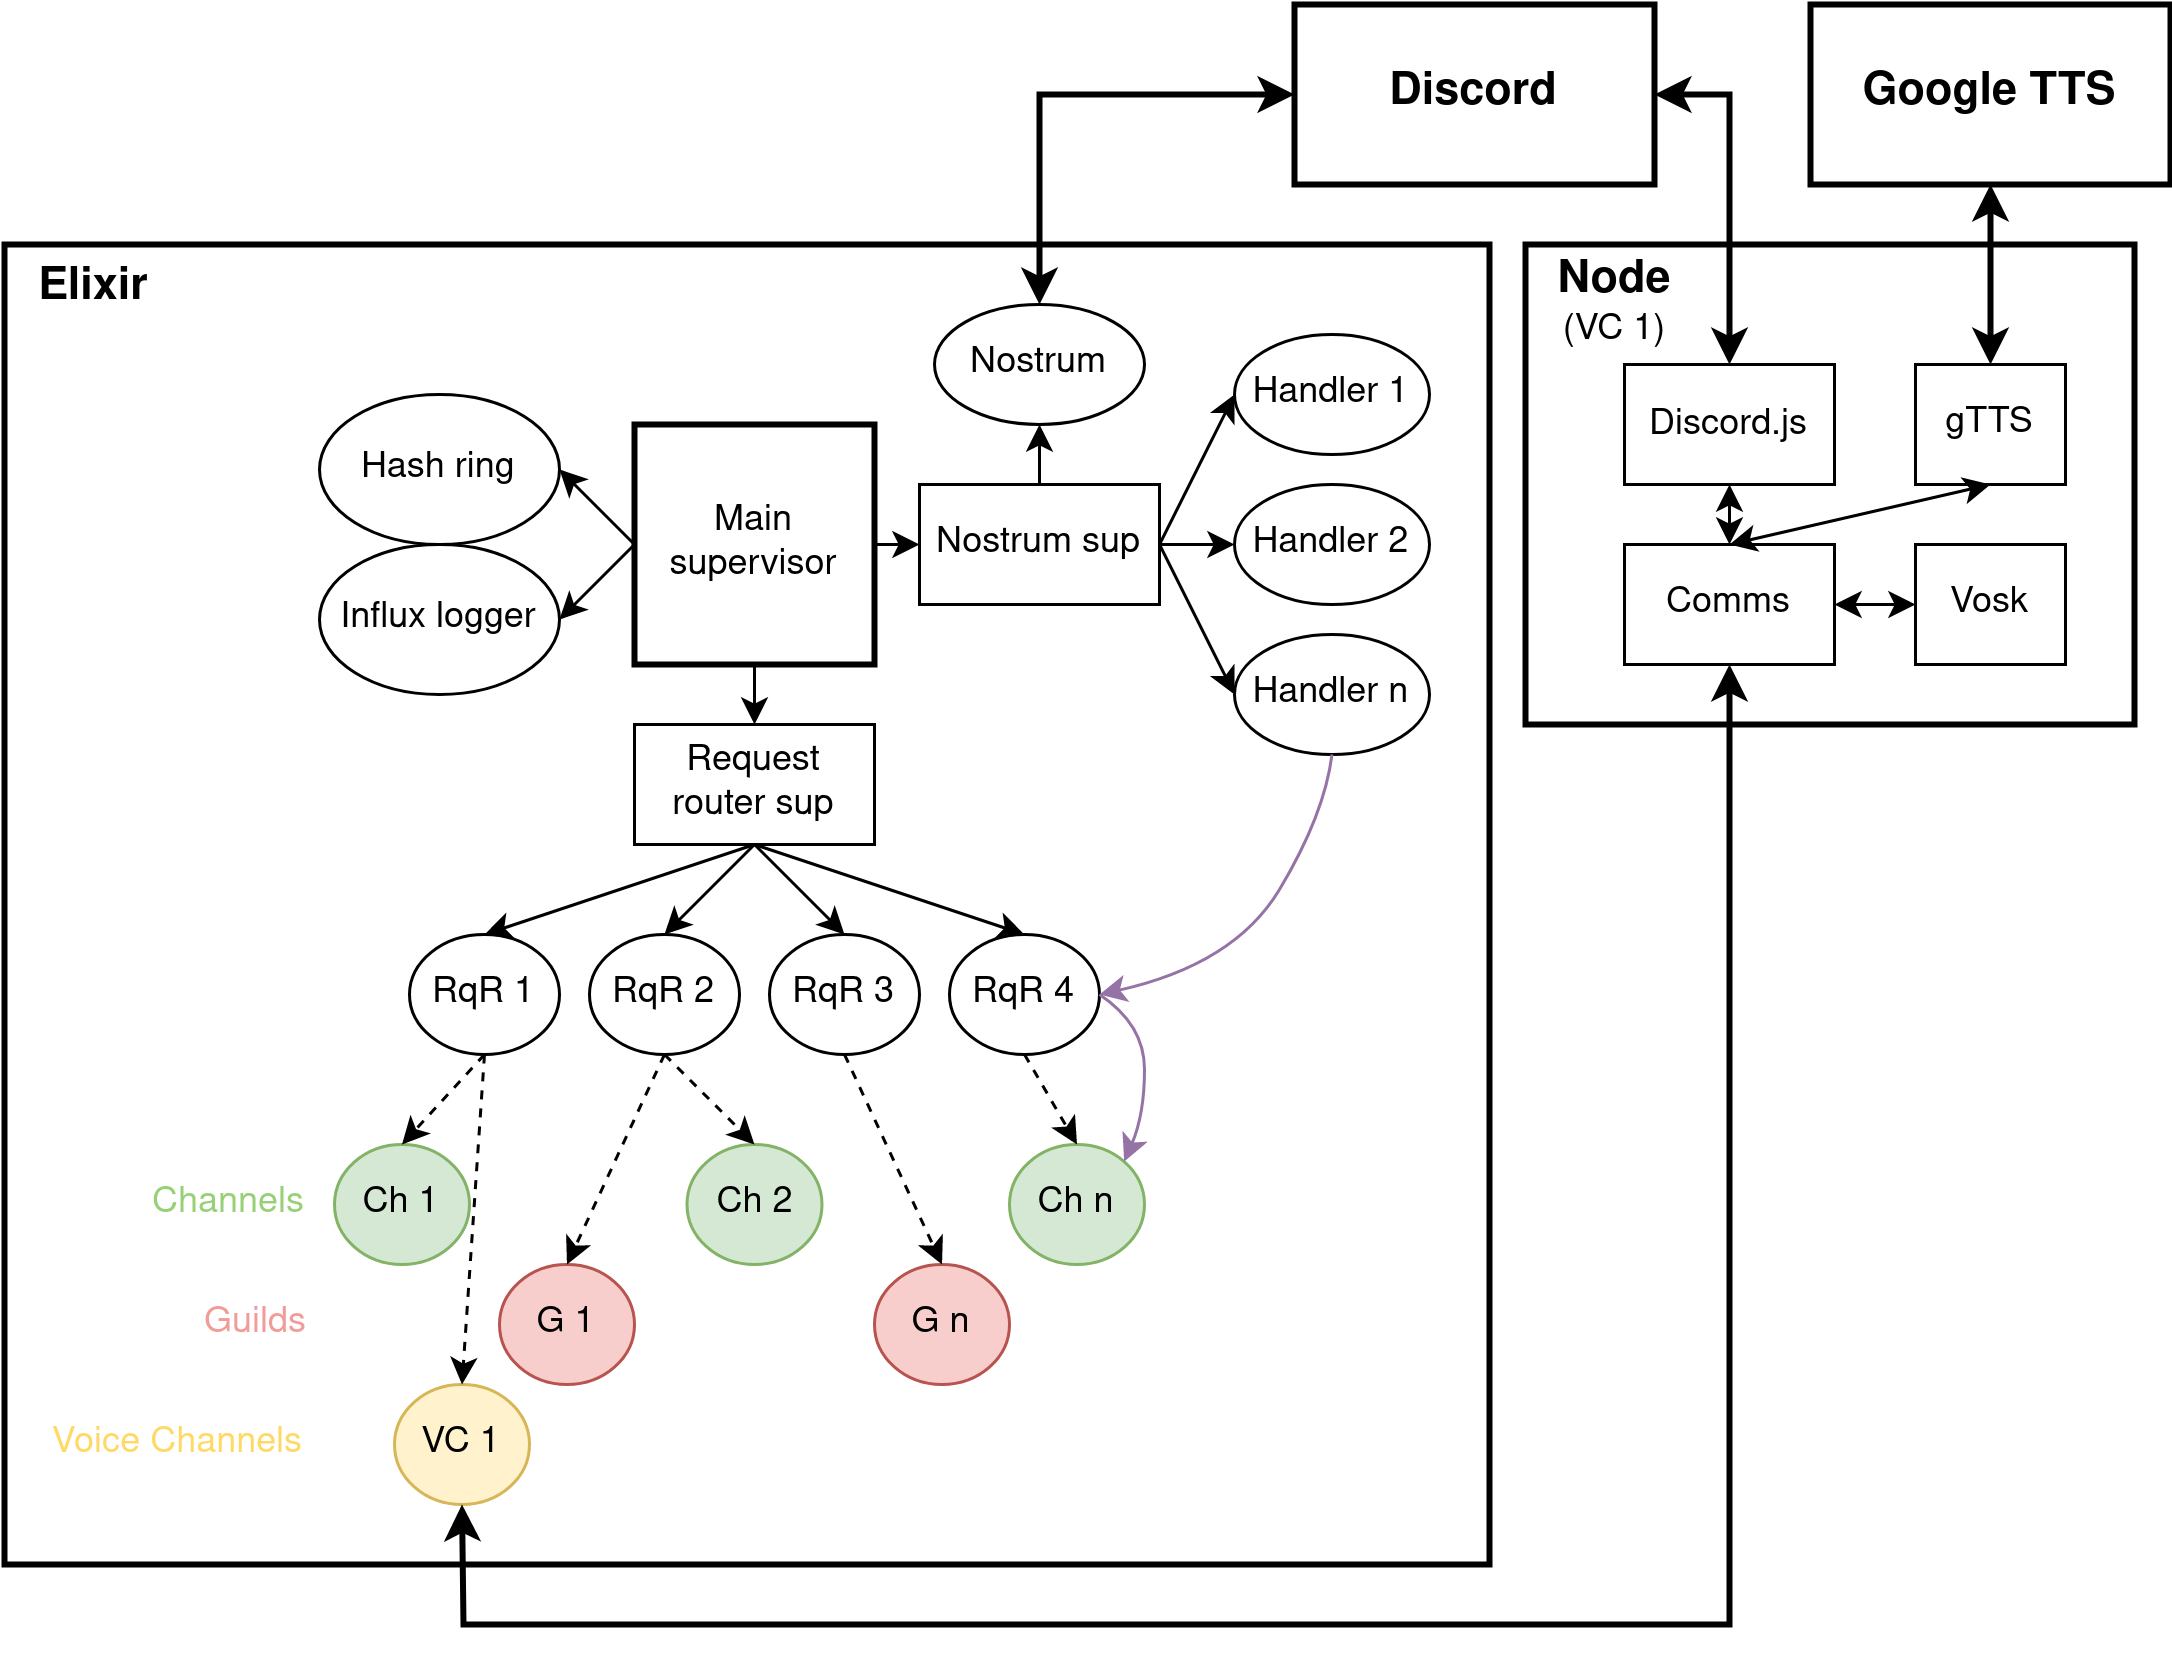 Discord
Google TTS
Elixir
Node
(VC 1)
Nostrum
Handler 1
Discord.js
gTTS
Hash ring
Main
supervisor
Nostrum sup
Handler 2
Influx logger
Comms
Vosk
Handler n
Request
router sup
RqR 1
RqR 2
RqR 3
RqR 4
Channels
Ch 1
Ch 2
Ch n
Guilds
G 1
G n
Voice Channels
VC 1